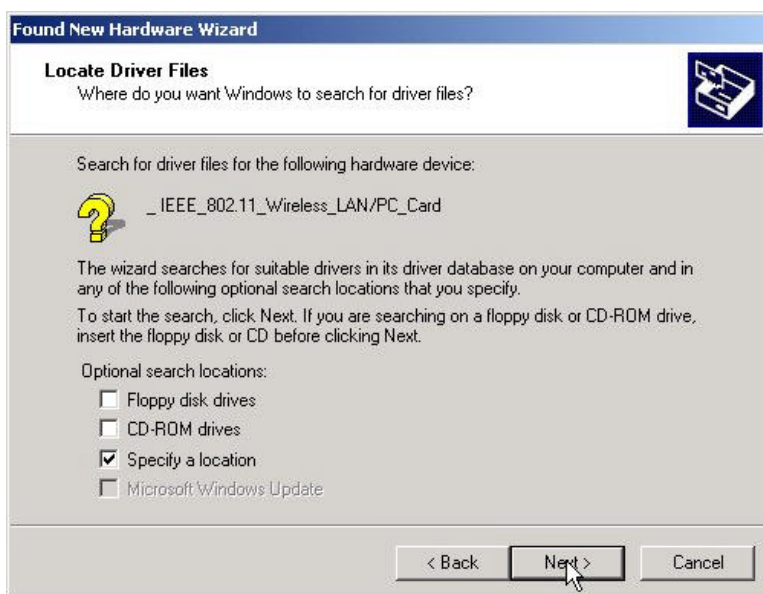 Found New Hardware Wizard
Locate Driver Files
Where do you want Windows to search for driver files?
Search for driver files for the following hardware device:
_ IEEE_802.11_Wireless_LAN/PC_Card
The wizard searches for suitable drivers in its driver database on your computer and in
any of the following optional search locations that you specify.
To start the search, click Next. If you are searching on a floppy disk or CD-ROM drive,
insert the floppy disk or CD before clicking Next.
Optional search locations:
Floppy disk drives
CD-ROM drives
Specify a location
Microsoft Windows Update
< Back Next > Cancel